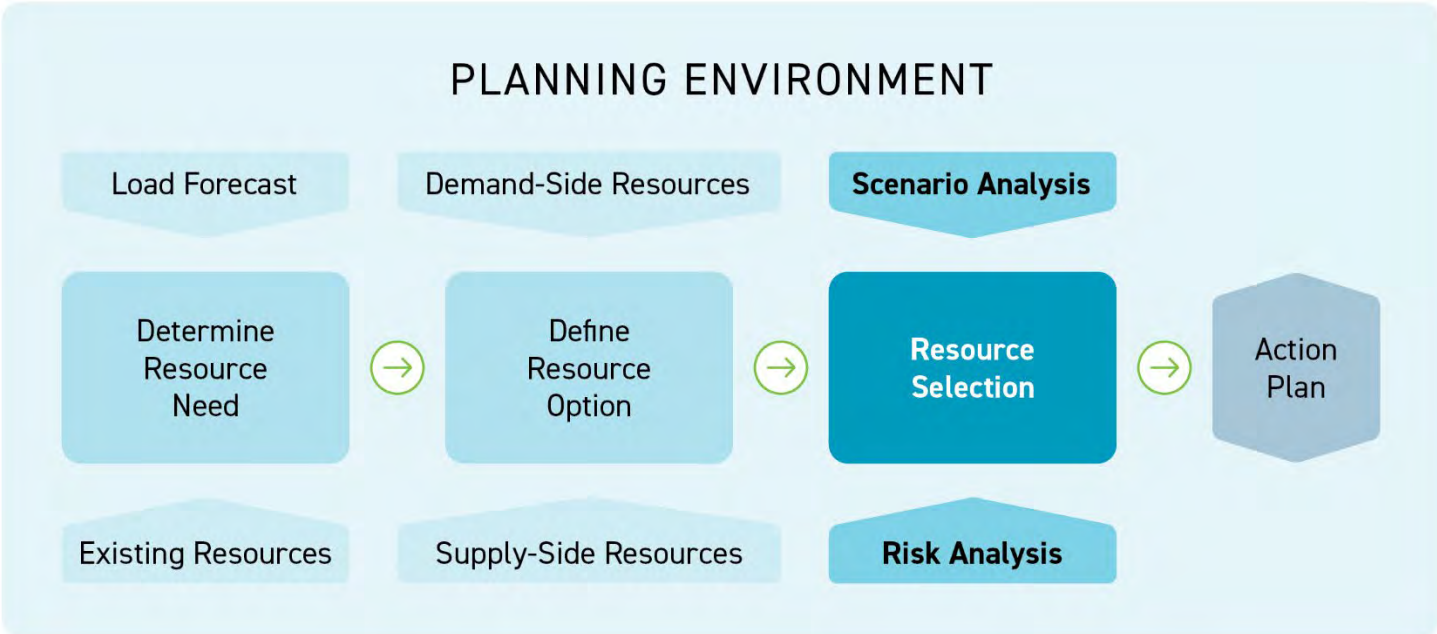 PLANNING ENVIRONMENT
Load Forecast
Demand-Side Resources
Scenario Analysis
Determine
Resource
Need
Define
Resource
Option
Resource
Selection
Action
Plan
Existing Resources
Supply-Side Resources
Risk Analysis